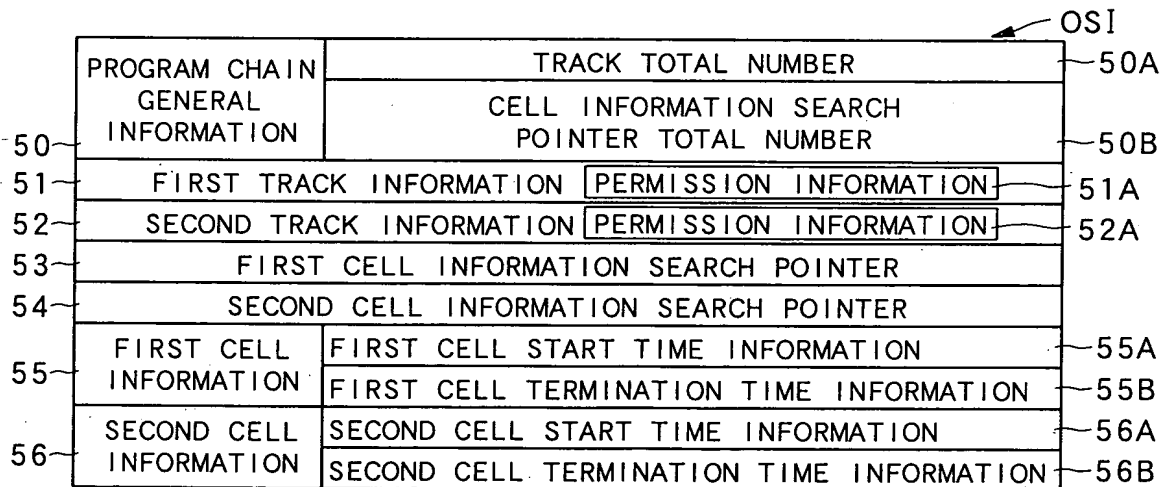 OSI
PROGRAM CHAIN
GENERAL
INFORMATION
50
TRACK TOTAL NUMBER
50A
CELL INFORMATION SEARCH
POINTER TOTAL NUMBER
50B
51 FIRST TRACK INFORMATION PERMISSION INFORMATION 51A
52 SECOND TRACK INFORMATION PERMISSION INFORMATION 52A
53 FIRST CELL INFORMATION SEARCH POINTER
54 SECOND CELL INFORMATION SEARCH POINTER
55
FIRST CELL
INFORMATION
FIRST CELL START TIME INFORMATION 55A
FIRST CELL TERMINATION TIME INFORMATION 55B
56
SECOND CELL
INFORMATION
SECOND CELL START TIME INFORMATION 56A
SECOND CELL TERMINATION TIME INFORMATION 56B